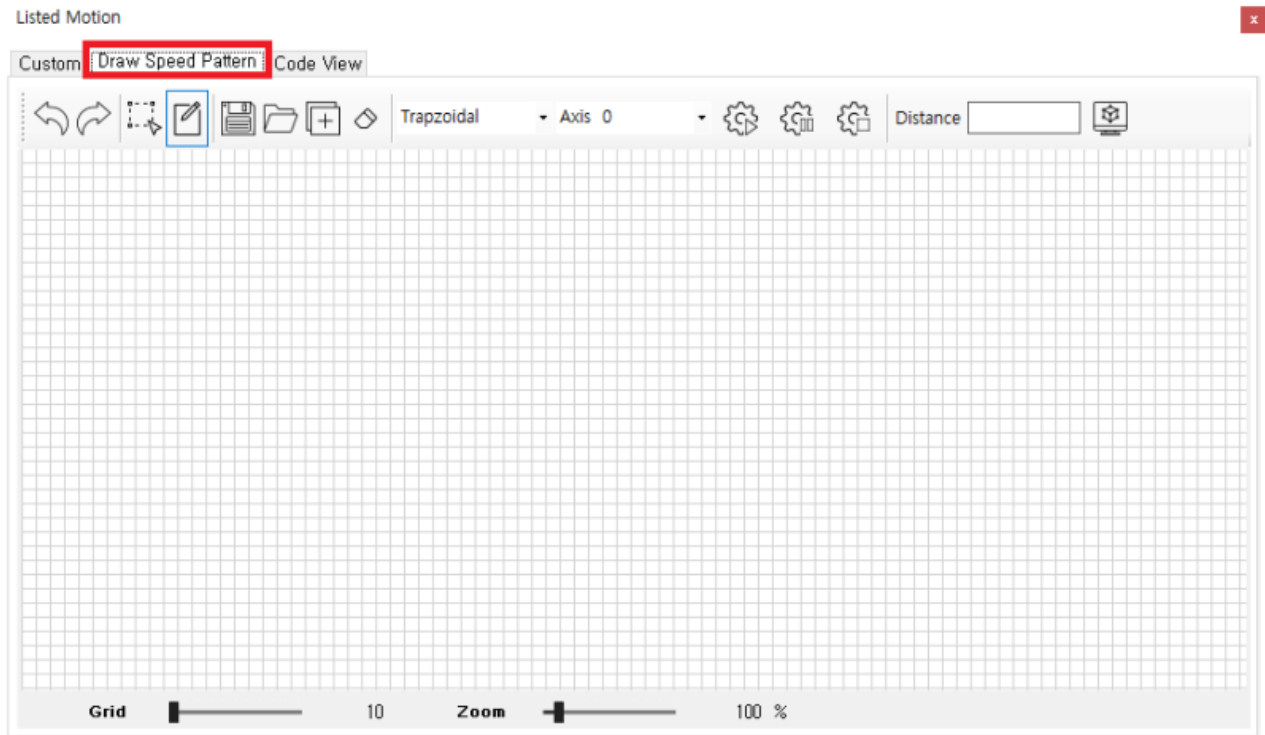 Listed Motion
x
Custom Draw Speed Pattern Code View
Trapzoidal Axis 0 Distance
Grid 10 Zoom 100 %